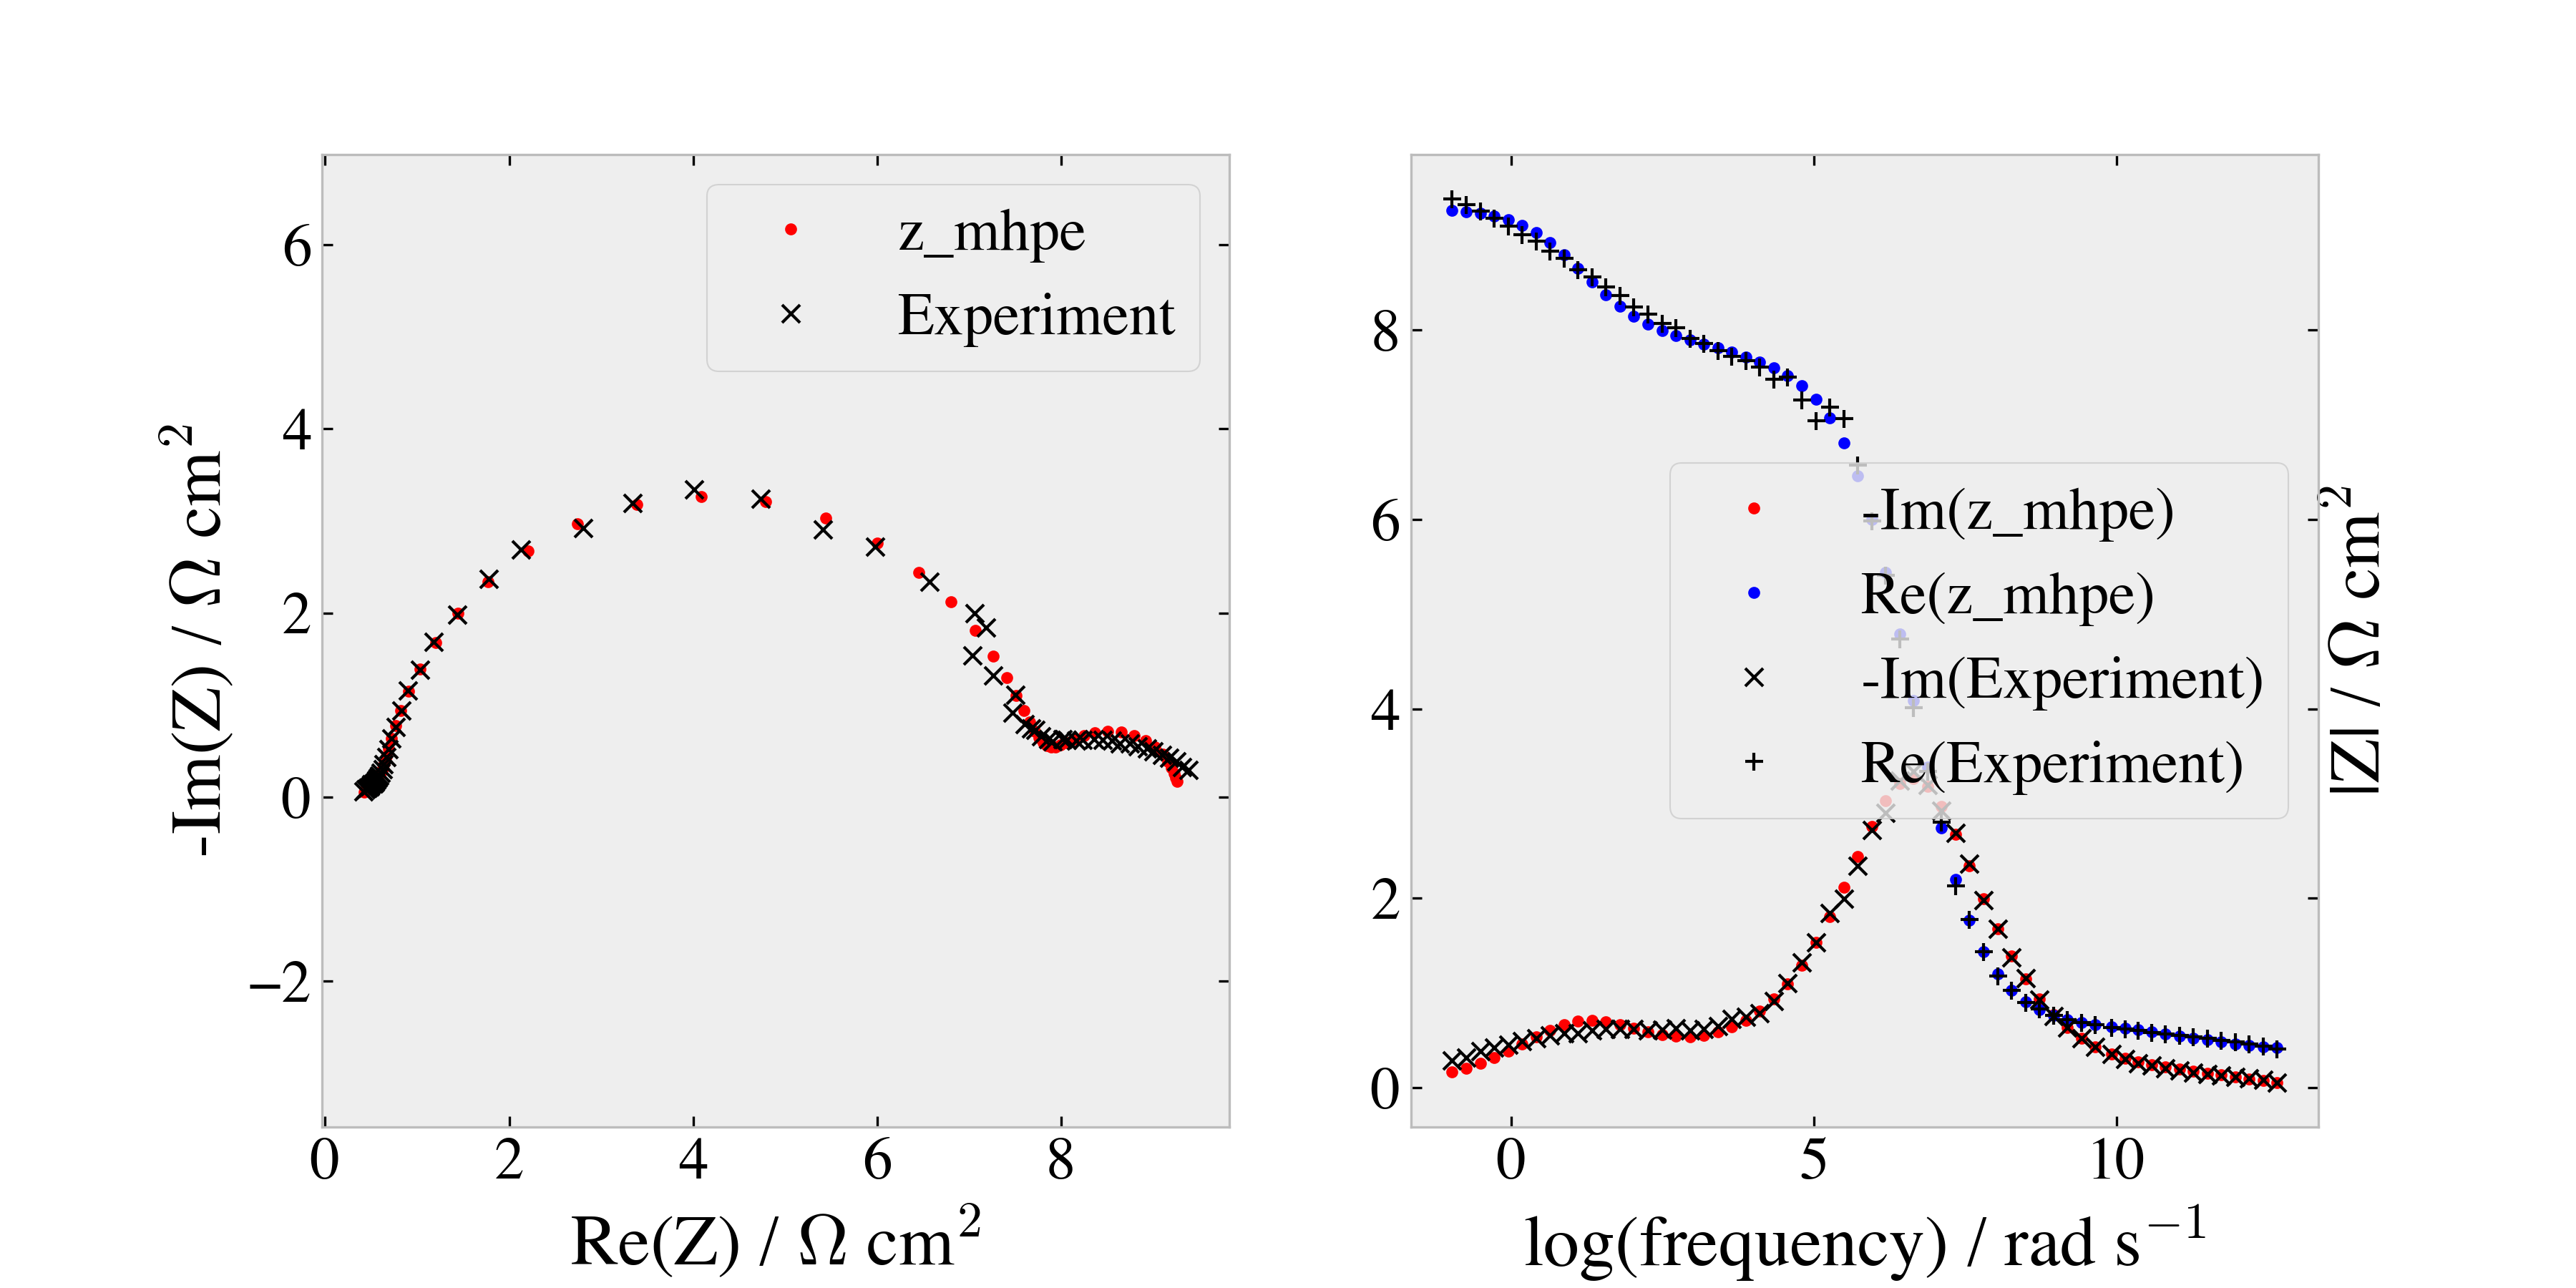 z_mhpe
Experiment
6
4
2
0
−2
-Im(Z) / Ω cm²
0 2 4 6 8
Re(Z) / Ω cm²
-Im(z_mhpe)
Re(z_mhpe)
-Im(Experiment)
Re(Experiment)
8
6
4
2
0
|Z| / Ω cm²
0 5 10
log(frequency) / rad s⁻¹